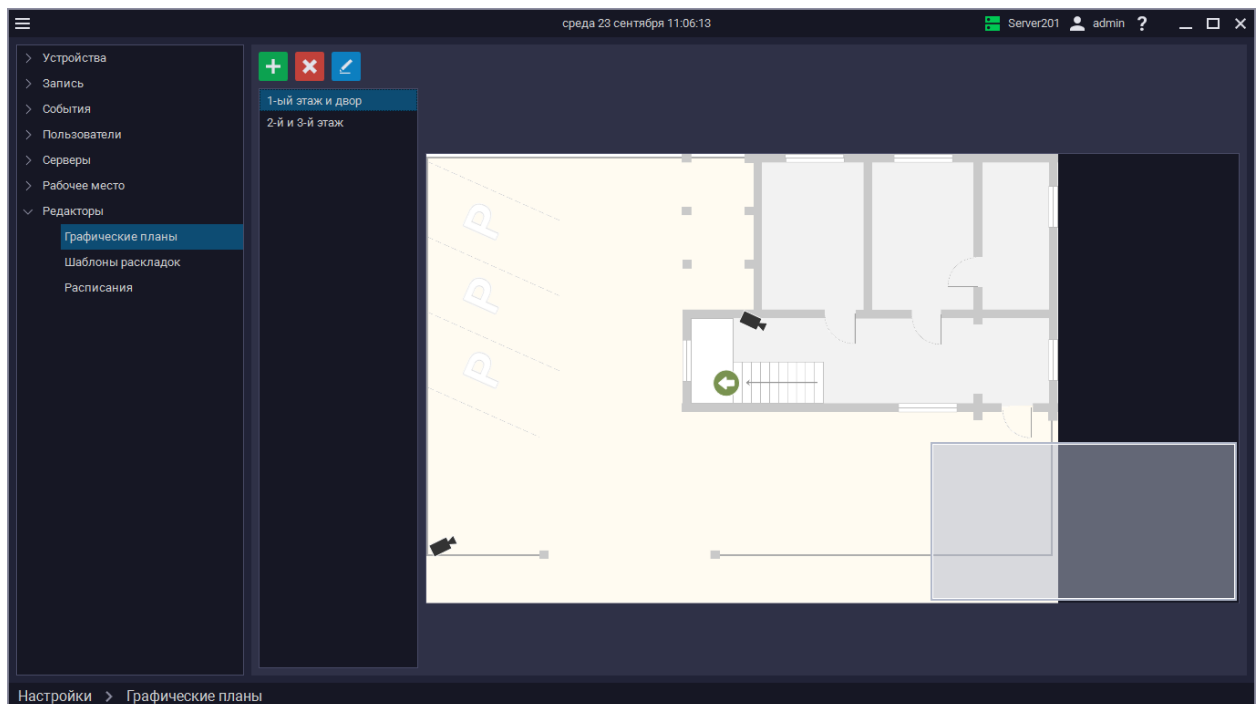 среда 23 сентября 11:06:13
Server201 admin ?
Устройства
Запись
События
Пользователи
Серверы
Рабочее место
Редакторы
Графические планы
Шаблоны раскладок
Расписания
1-ый этаж и двор
2-й и 3-й этаж
P
P
P
Настройки > Графические планы